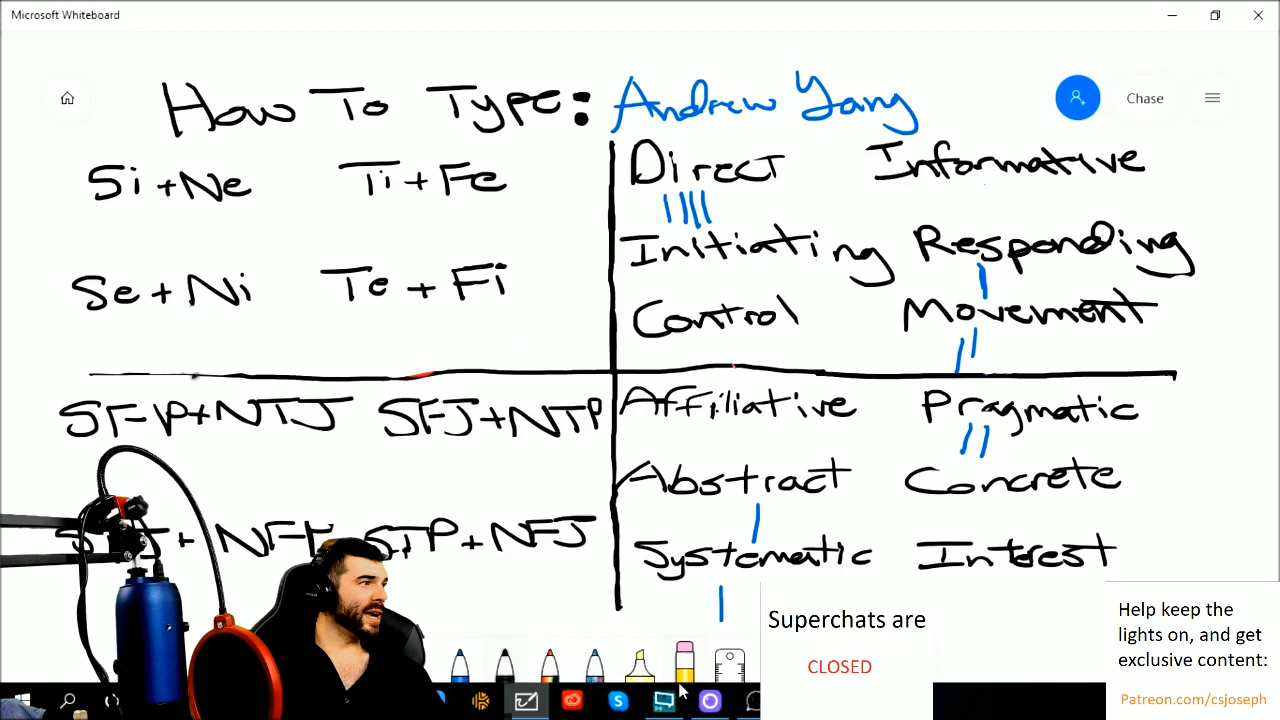 Microsoft Whiteboard
How To Type: Andrew Yang
Chase
Si + Ne Ti + Fe
Se + Ni Te + Fi
Direct Informative
Initiating Responding
Control Movement
SFP + NTJ SFJ + NTP
STP + NFJ
Affiliative Pragmatic
Abstract Concrete
Systematic Interest
Superchats are
CLOSED
Help keep the
lights on, and get
exclusive content:
Patreon.com/csjoseph